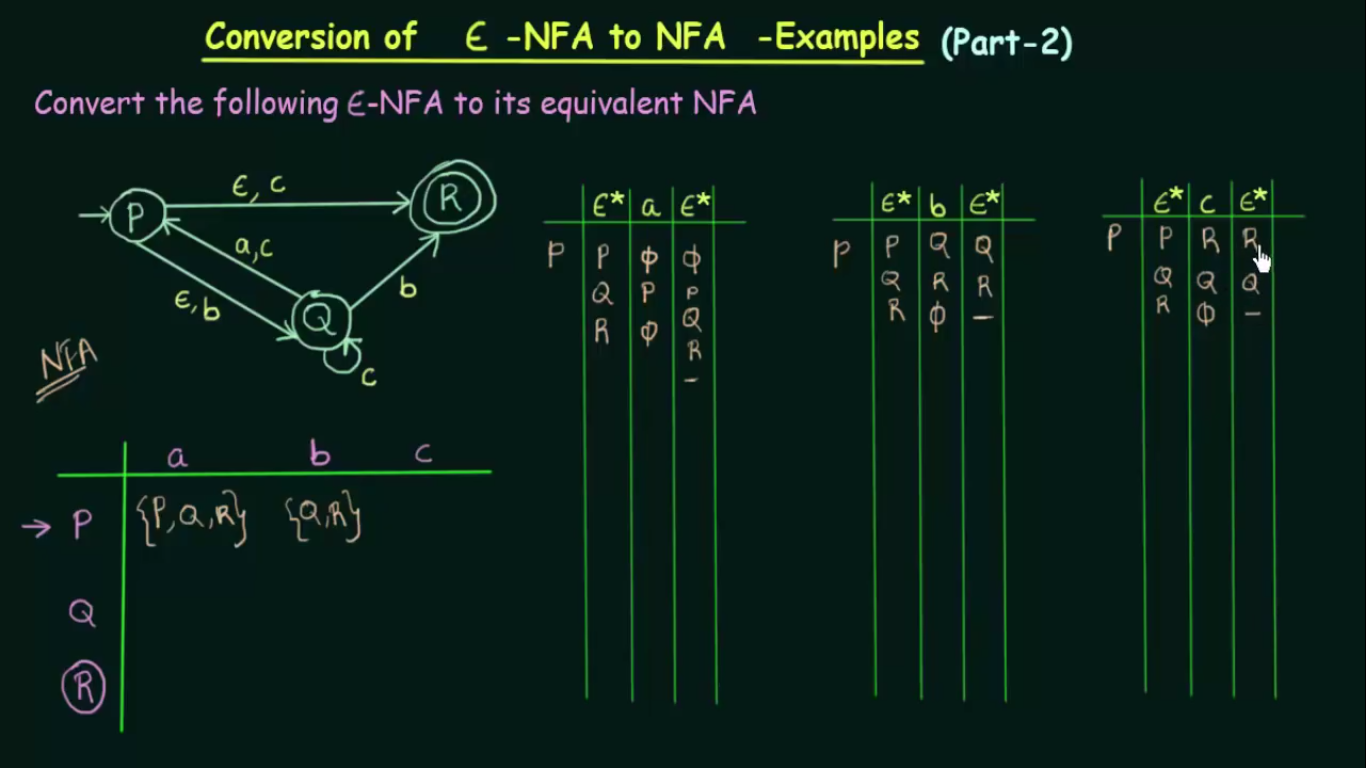 Conversion of ϵ -NFA to NFA -Examples (Part-2)
Convert the following ϵ-NFA to its equivalent NFA
P
ϵ, c
R
a,c
ϵ,b
Q
b
c
NFA
a b c
P {P,Q,R} {Q,R}
Q
R
ϵ* a ϵ*
P P ϕ ϕ
Q P P
Q
R ϕ R
–
ϵ* b ϵ*
P P Q Q
Q R R
R ϕ –
ϵ* c ϵ*
P P R R
Q Q Q
R ϕ –